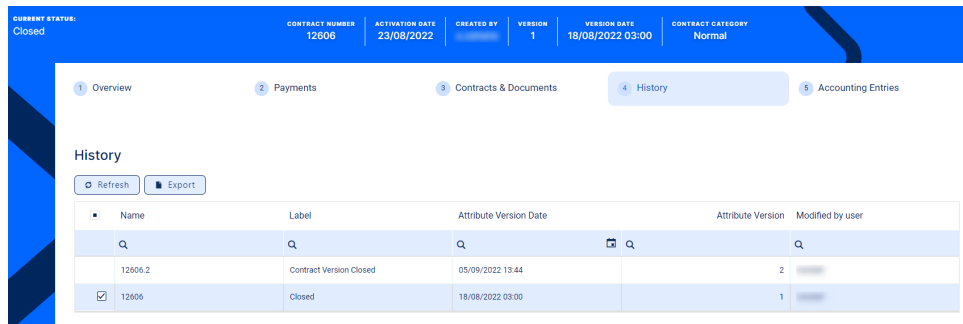 CURRENT STATUS:
Closed
CONTRACT NUMBER ACTIVATION DATE CREATED BY VERSION VERSION DATE CONTRACT CATEGORY
12606 23/08/2022 1 18/08/2022 03:00 Normal
1 Overview 2 Payments 3 Contracts & Documents 4 History 5 Accounting Entries
History
Refresh Export
Name Label Attribute Version Date Attribute Version Modified by user
12606.2 Contract Version Closed 05/09/2022 13:44 2
12606 Closed 18/08/2022 03:00 1